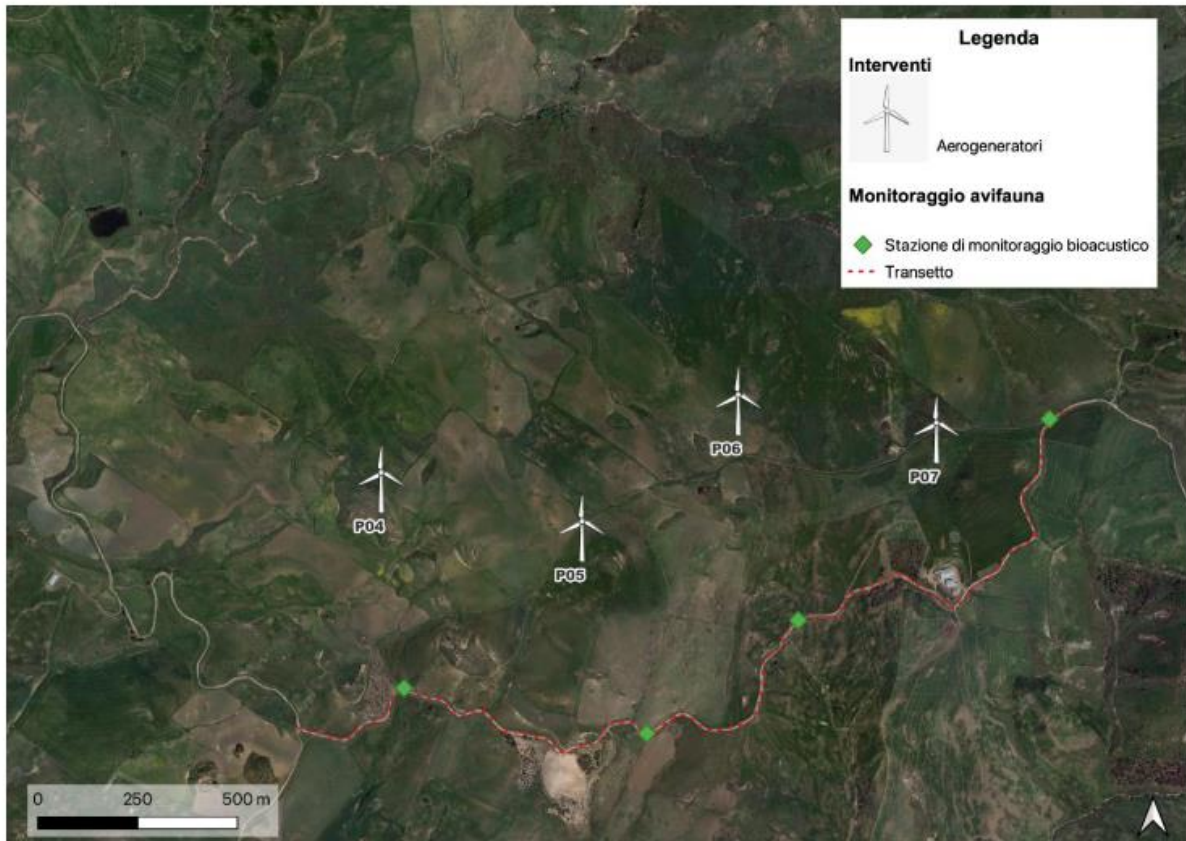 Legenda
Interventi
Aerogeneratori
Monitoraggio avifauna
Stazione di monitoraggio bioacustico
Transetto
P06
P07
P04
P05
0 250 500 m